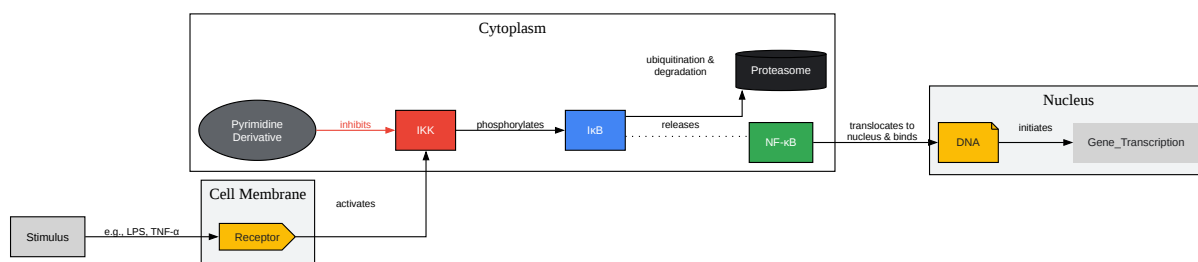 Cytoplasm
ubiquitination &
degradation
Proteasome
Pyrimidine
Derivative
inhibits
IKK
phosphorylates
IκB
releases
NF-κB
translocates to
nucleus & binds
Nucleus
DNA
initiates
Gene_Transcription
Cell Membrane
activates
Stimulus
e.g., LPS, TNF-α
Receptor